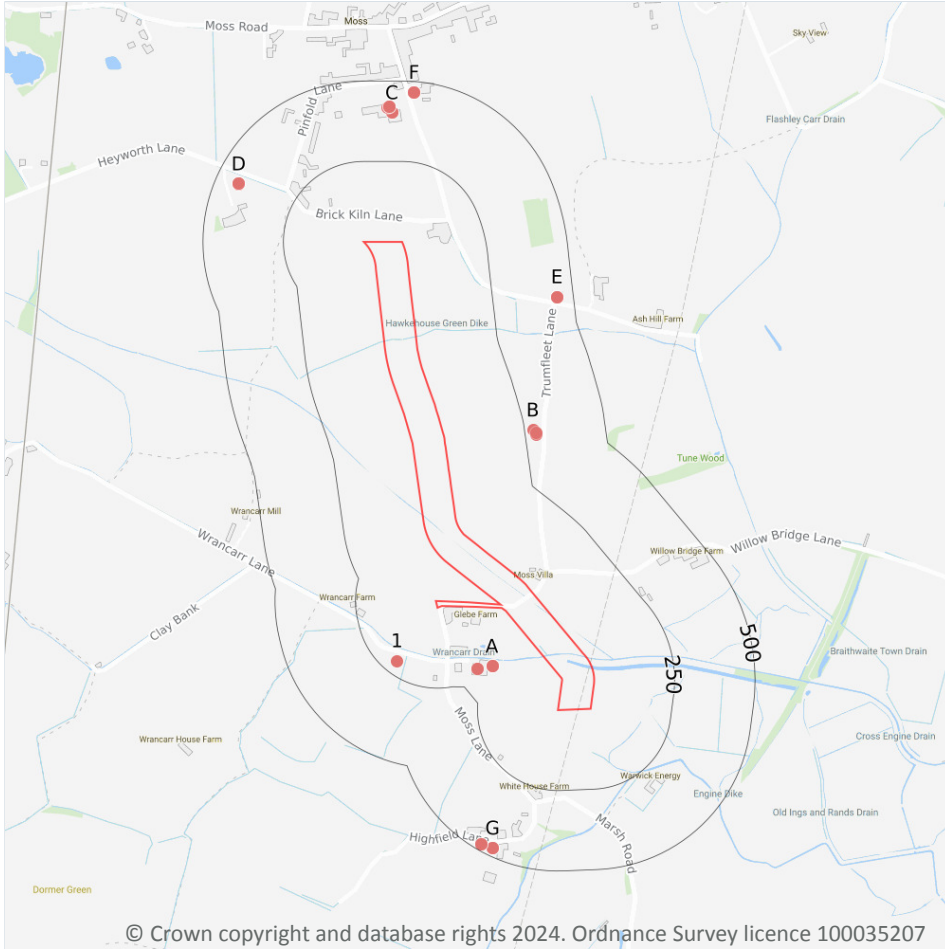 Moss Road
Moss
Sky View
F
C
Pinfold Lane
Flashley Carr Drain
Heyworth Lane
D
Brick Kiln Lane
E
Hawkehouse Green Dike
Ash Hill Farm
Trumfleet Lane
B
Tune Wood
Wrancarr Mill
Wrancarr Lane
Willow Bridge Lane
Willow Bridge Farm
Moss Villa
Wrancarr Farm
Clay Bank
Glebe Farm
1
Wrancarr Drain
A
500
250
Braithwaite Town Drain
Moss Lane
Wrancarr House Farm
Cross Engine Drain
Warwick Energy
White House Farm
Engine Dike
Old Ings and Rands Drain
Marsh Road
G
Highfield Lane
Dormer Green
© Crown copyright and database rights 2024. Ordnance Survey licence 100035207